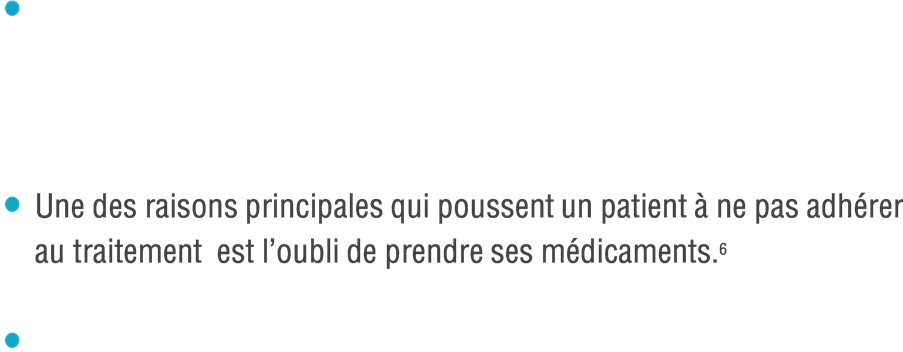 • 
• Une des raisons principales qui poussent un patient à ne pas adhérer
au traitement  est l’oubli de prendre ses médicaments.⁶
•